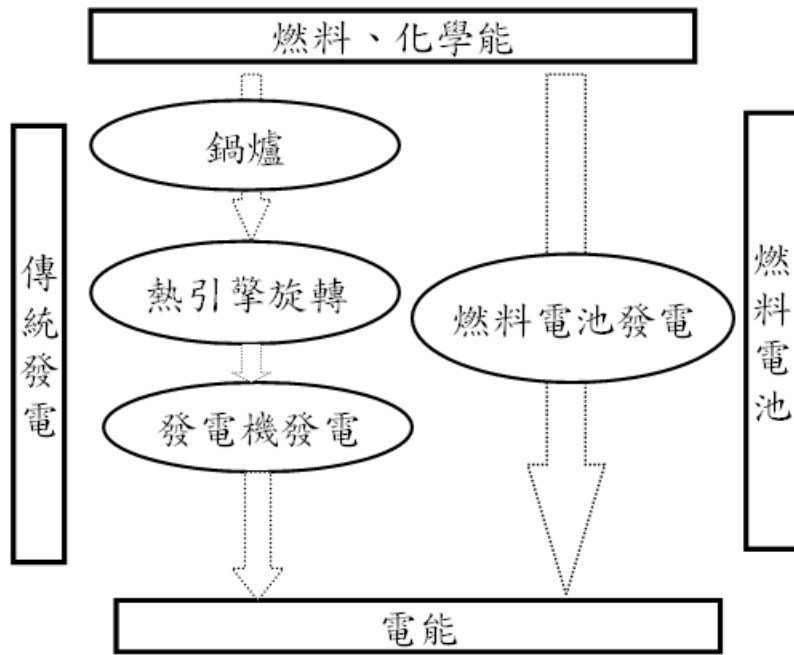 燃料、化學能
傳統發電
鍋爐
熱引擎旋轉
發電機發電
燃料電池發電
燃料電池
電能